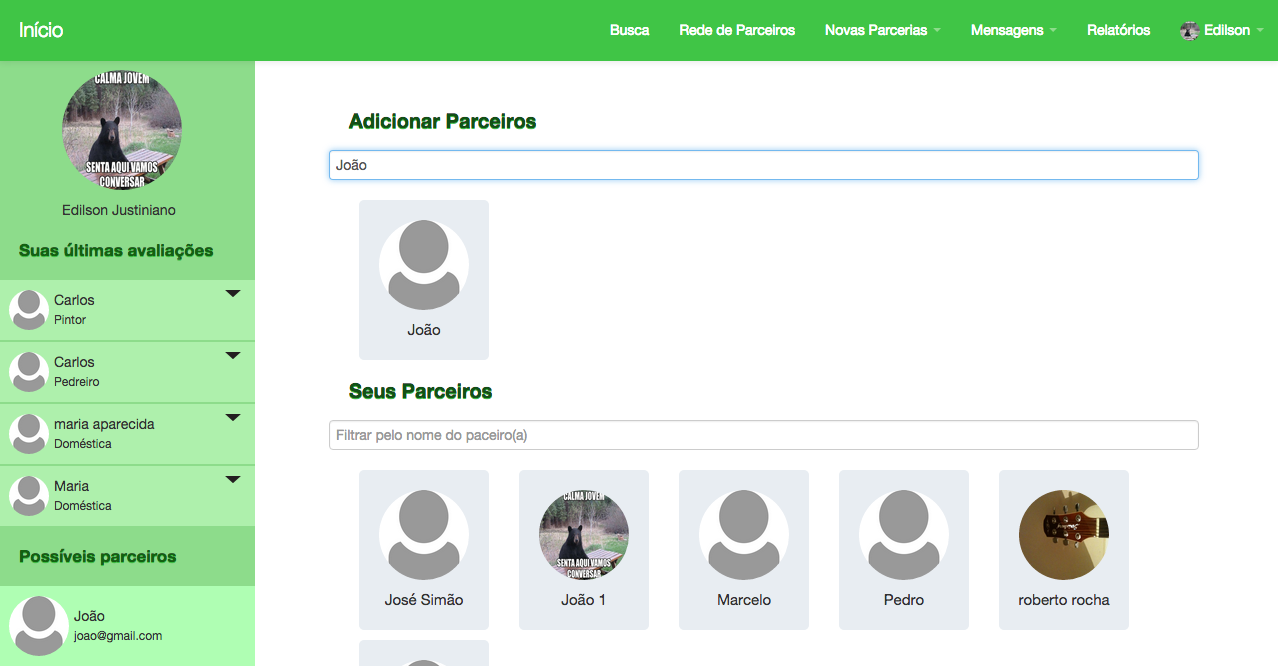 Início
Busca
Rede de Parceiros
Novas Parcerias
Mensagens
Relatórios
Edilson
CALMA JOVEM
SENTA AQUI VAMOS
CONVERSAR
Edilson Justiniano
Suas últimas avaliações
Carlos
Pintor
Carlos
Pedreiro
maria aparecida
Doméstica
Maria
Doméstica
Possíveis parceiros
João
joao@gmail.com
Adicionar Parceiros
João
João
Seus Parceiros
Filtrar pelo nome do paceiro(a)
José Simão
CALMA JOVEM
SENTA AQUI VAMOS
CONVERSAR
João 1
Marcelo
Pedro
roberto rocha